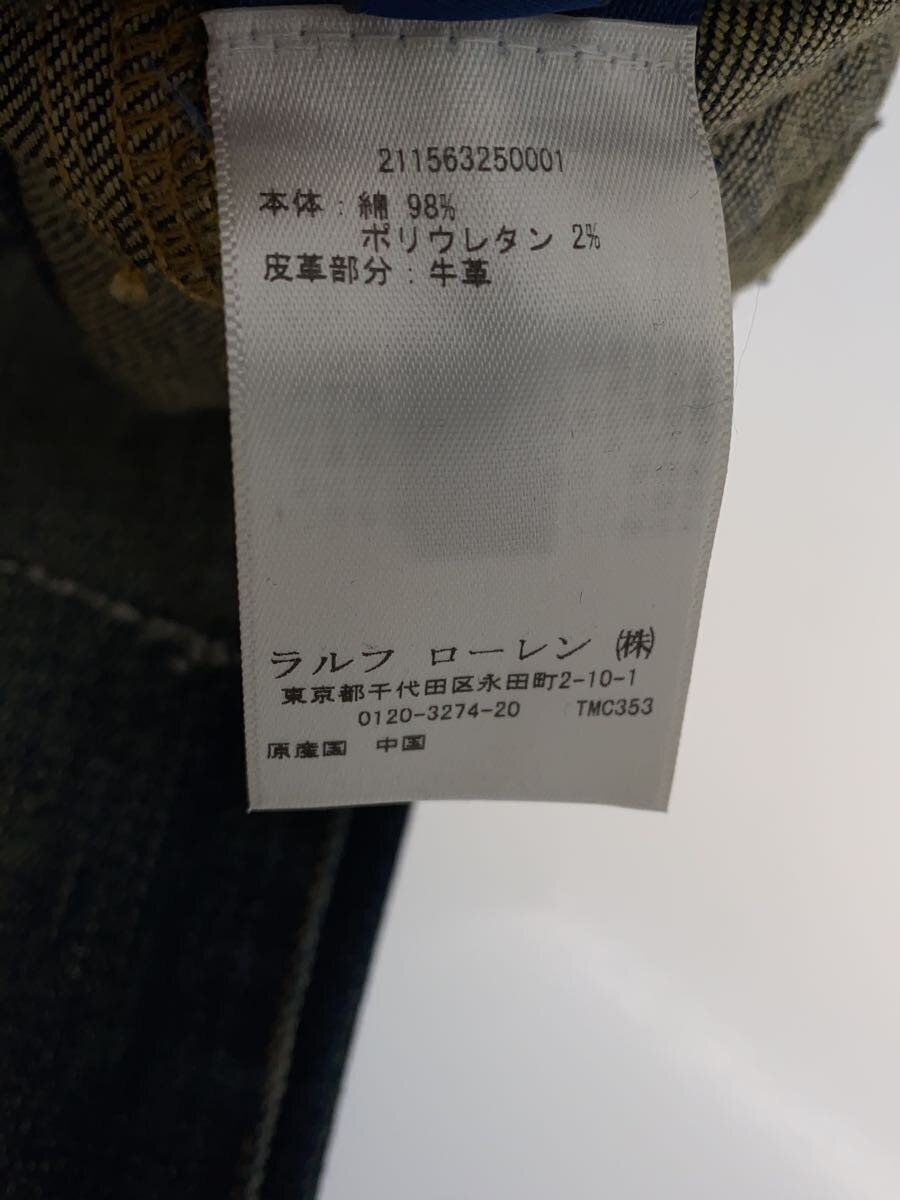 211563250001
本体：綿 98%
ポリウレタン 2%
皮革部分：牛革
ラルフ ローレン ㈱
東京都千代田区永田町2-10-1
0120-3274-20 TMC353
原産国 中国